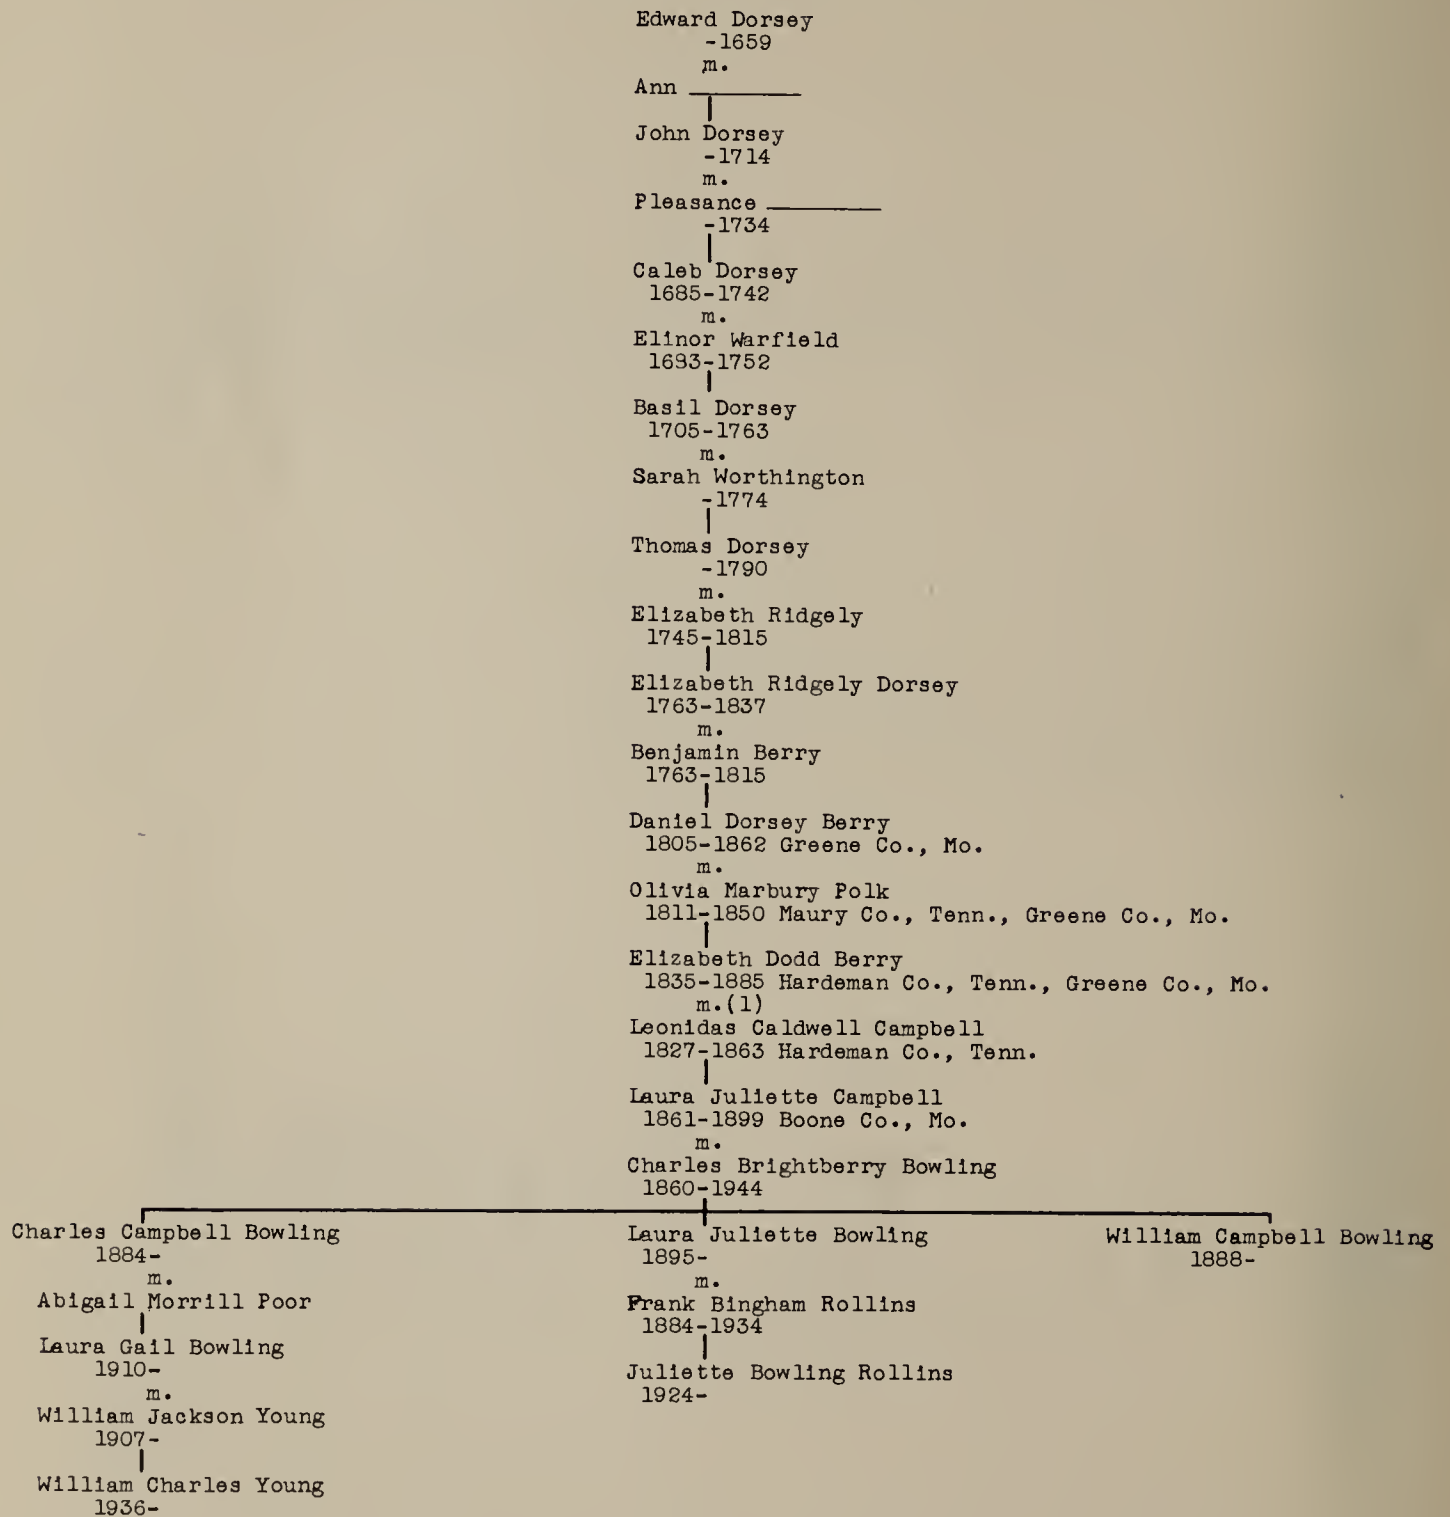 Edward Dorsey
-1659
m.
Ann ________
John Dorsey
-1714
m.
Pleasance ________
-1734
Caleb Dorsey
1685-1742
m.
Elinor Warfield
1683-1752
Basil Dorsey
1705-1763
m.
Sarah Worthington
-1774
Thomas Dorsey
-1790
m.
Elizabeth Ridgely
1745-1815
Elizabeth Ridgely Dorsey
1763-1837
m.
Benjamin Berry
1763-1815
Daniel Dorsey Berry
1805-1862 Greene Co., Mo.
m.
Olivia Marbury Polk
1811-1850 Maury Co., Tenn., Greene Co., Mo.
Elizabeth Dodd Berry
1835-1885 Hardeman Co., Tenn., Greene Co., Mo.
m.(1)
Leonidas Caldwell Campbell
1827-1863 Hardeman Co., Tenn.
Laura Juliette Campbell
1861-1899 Boone Co., Mo.
m.
Charles Brightberry Bowling
1860-1944
Charles Campbell Bowling
1884-
m.
Abigail Morrill Poor
Laura Gail Bowling
1910-
m.
William Jackson Young
1907-
William Charles Young
1936-
Laura Juliette Bowling
1895-
m.
Frank Bingham Rollins
1884-1934
Juliette Bowling Rollins
1924-
William Campbell Bowling
1888-